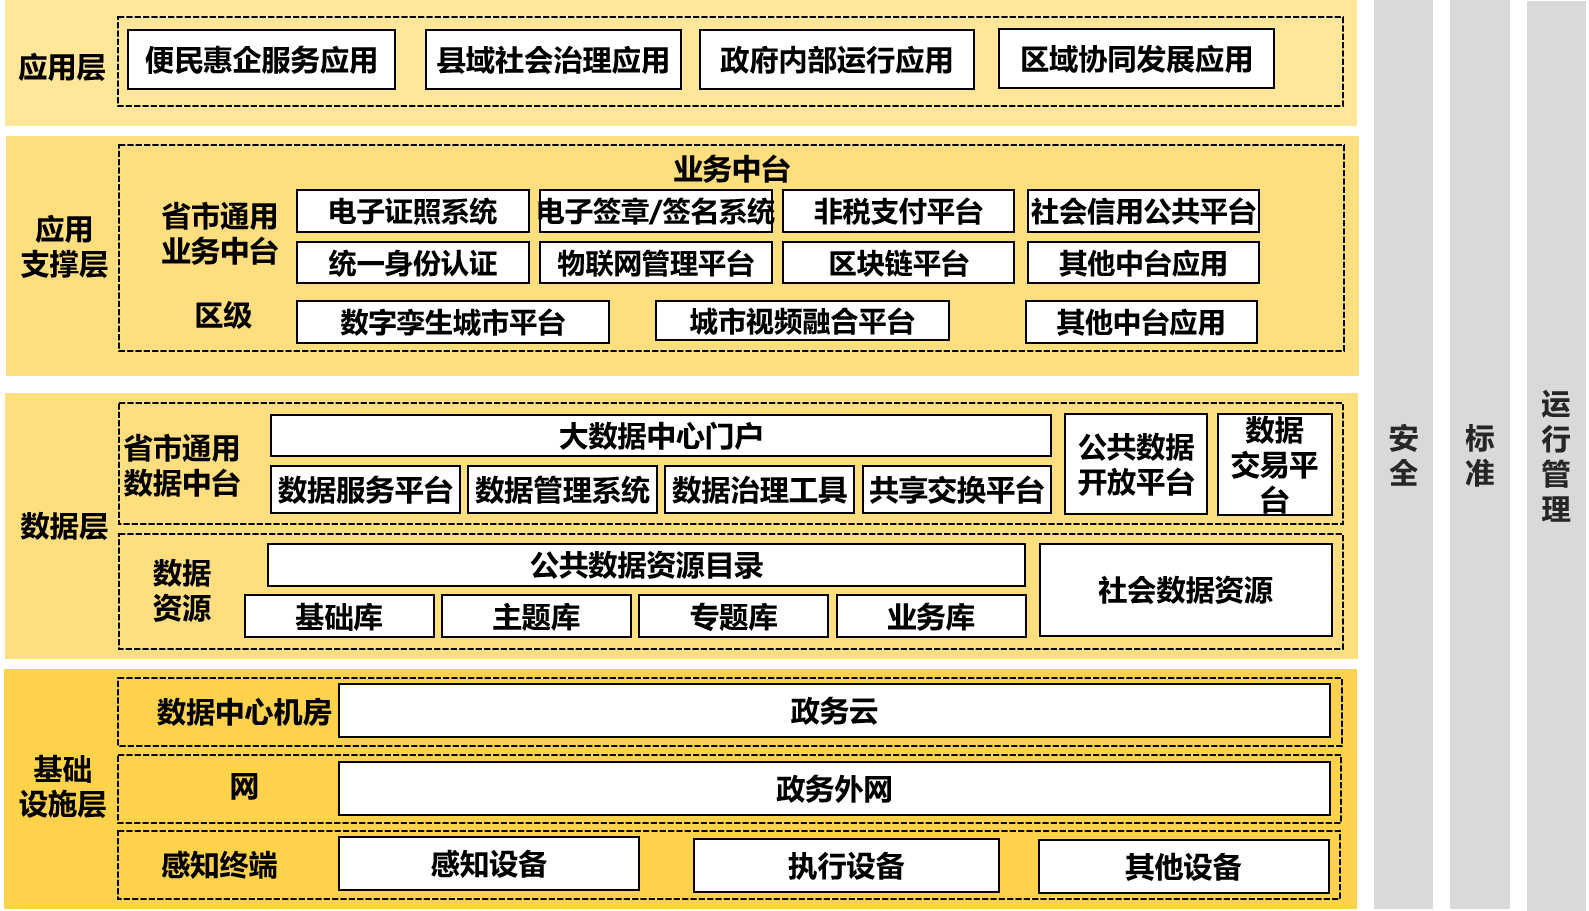 应用层
便民惠企服务应用
县域社会治理应用
政府内部运行应用
区域协同发展应用
应用
支撑层
业务中台
省市通用
业务中台
电子证照系统
电子签章/签名系统
非税支付平台
社会信用公共平台
统一身份认证
物联网管理平台
区块链平台
其他中台应用
区级
数字孪生城市平台
城市视频融合平台
其他中台应用
数据层
省市通用
数据中台
大数据中心门户
数据服务平台
数据管理系统
数据治理工具
共享交换平台
公共数据
开放平台
数据
交易平
台
数据
资源
公共数据资源目录
基础库
主题库
专题库
业务库
社会数据资源
基础
设施层
数据中心机房
政务云
网
政务外网
感知终端
感知设备
执行设备
其他设备
安
全
标
准
运
行
管
理